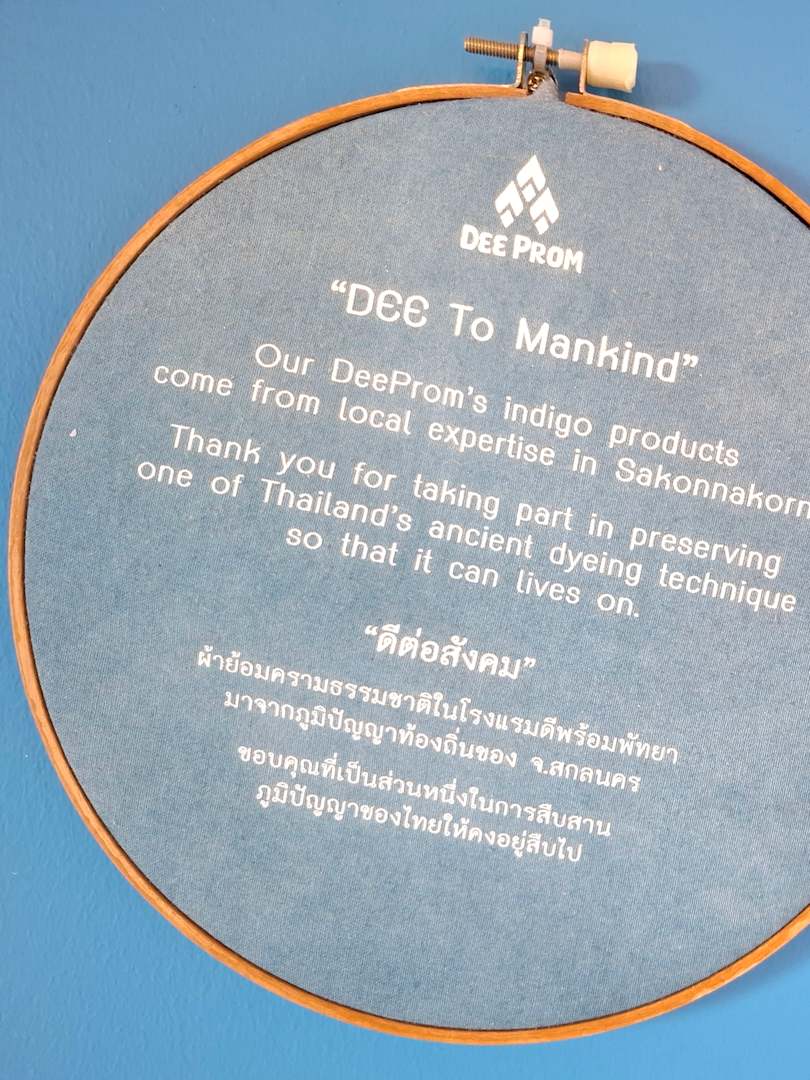 DEE PROM
“DEE To Mankind”
Our DeeProm's indigo products
come from local expertise in Sakonnakorn
Thank you for taking part in preserving
one of Thailand's ancient dyeing technique
so that it can lives on.
“ดีต่อสังคม”
ผ้าย้อมครามธรรมชาติในโรงแรมดีพร้อมพัทยา
มาจากภูมิปัญญาท้องถิ่นของ จ.สกลนคร
ขอบคุณที่เป็นส่วนหนึ่งในการสืบสาน
ภูมิปัญญาของไทยให้คงอยู่สืบไป